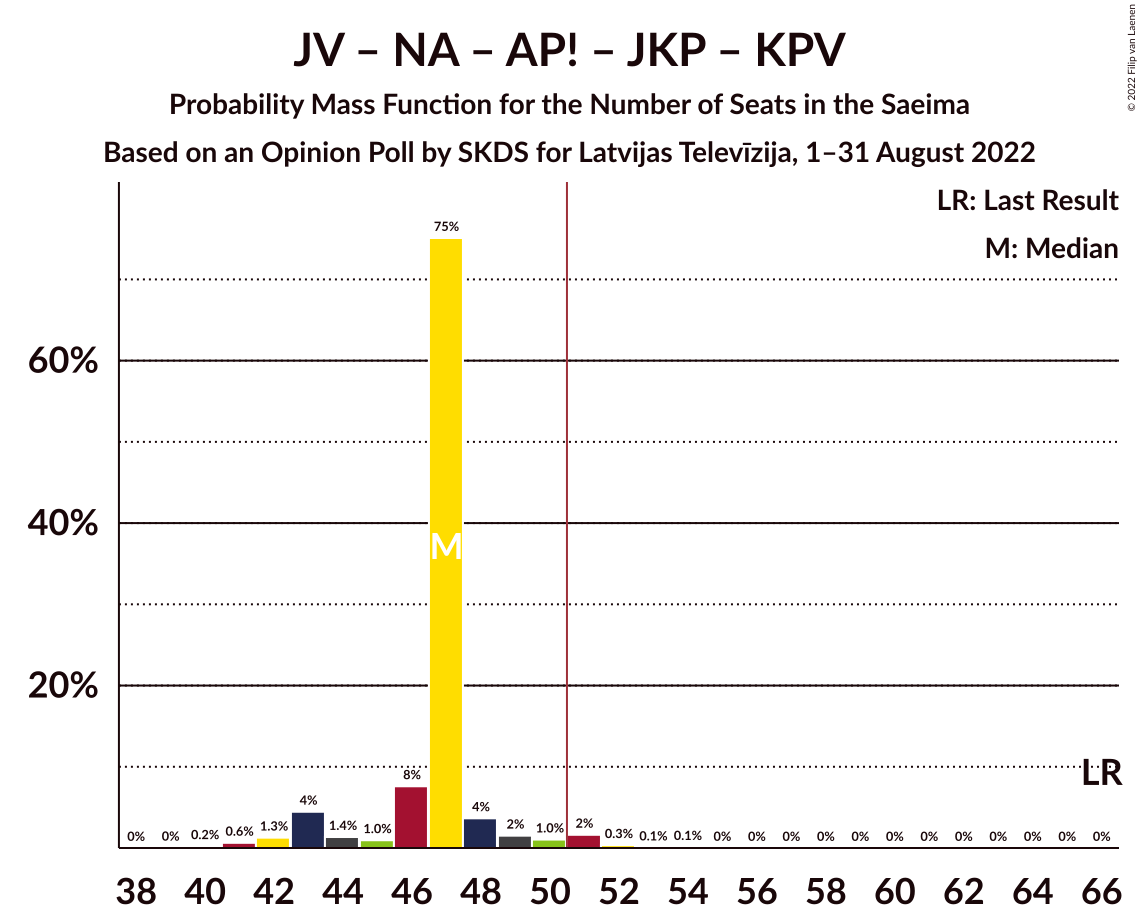 JV – NA – AP! – JKP – KPV
Probability Mass Function for the Number of Seats in the Saeima
Based on an Opinion Poll by SKDS for Latvijas Televīzija, 1–31 August 2022
© 2022 Filip van Laenen
LR: Last Result
M: Median
60%
40%
20%
75%
M
LR
0% 0% 0.2% 0.6% 1.3% 4% 1.4% 1.0% 8% 4% 2% 1.0% 2% 0.3% 0.1% 0.1% 0% 0% 0% 0% 0% 0% 0% 0% 0% 0% 0% 0%
38 40 42 44 46 48 50 52 54 56 58 60 62 64 66